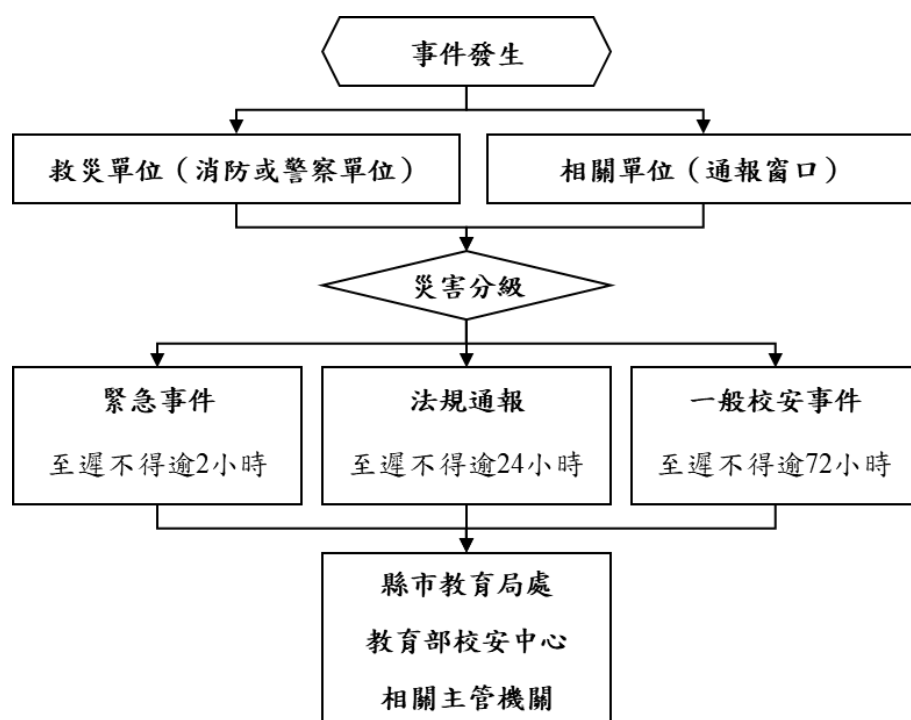 事件發生
救災單位（消防或警察單位）
相關單位（通報窗口）
災害分級
緊急事件
至遲不得逾2小時
法規通報
至遲不得逾24小時
一般校安事件
至遲不得逾72小時
縣市教育局處
教育部校安中心
相關主管機關